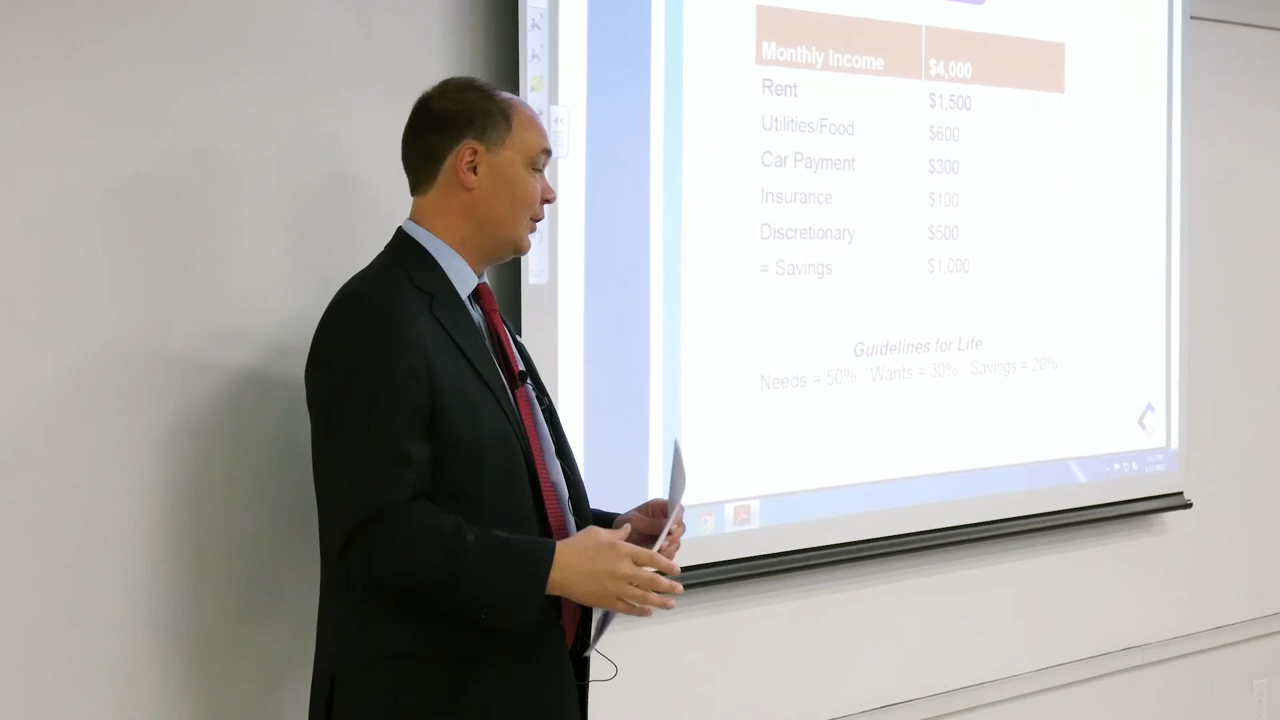 Monthly Income $4,000
Rent $1,500
Utilities/Food $600
Car Payment $300
Insurance $100
Discretionary $500
= Savings $1,000
Guidelines for Life:
Needs = 50% Wants = 30% Savings = 20%